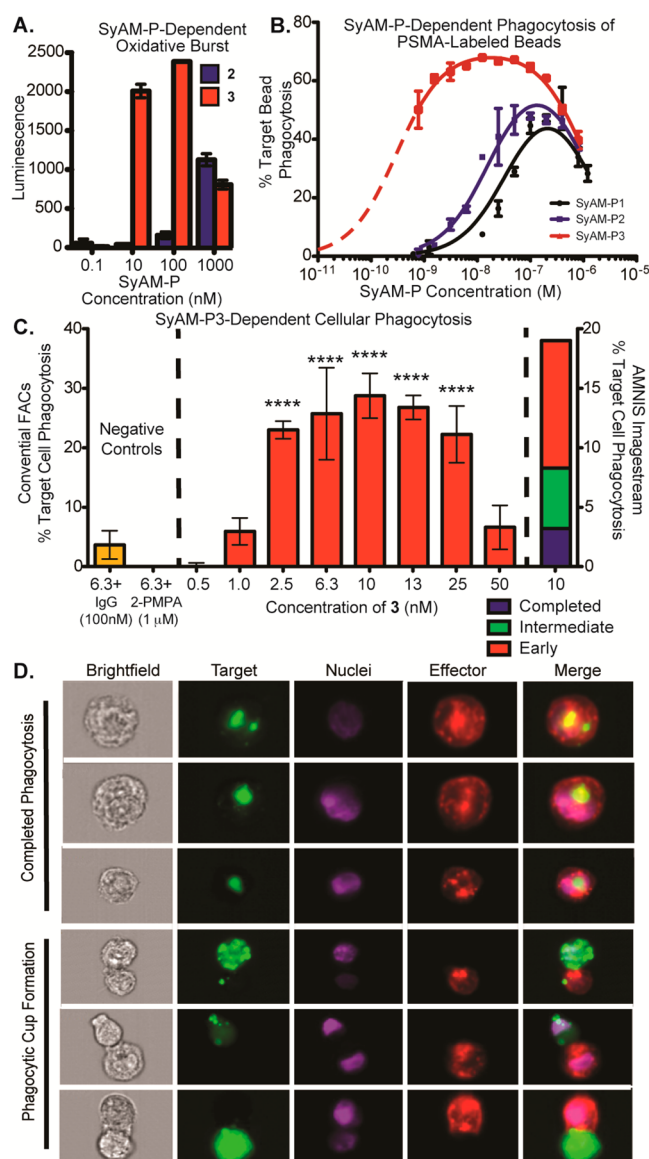 A.
SyAM-P-Dependent
Oxidative Burst
2500
2000
1500
1000
500
0
Luminescence
2
3
0.1
10
100
1000
SyAM-P
Concentration (nM)
B.
SyAM-P-Dependent Phagocytosis of
PSMA-Labeled Beads
80
60
40
20
0
% Target Bead
Phagocytosis
SyAM-P1
SyAM-P2
SyAM-P3
10-11
10-10
10-9
10-8
10-7
10-6
10-5
SyAM-P Concentration (M)
C.
SyAM-P3-Dependent Cellular Phagocytosis
40
30
20
10
0
Convential FACs
% Target Cell Phagocytosis
Negative Controls
****
****
****
****
****
20
15
10
5
0
AMNIS Imagestream
% Target Cell Phagocytosis
6.3+
IgG
(100nM)
6.3+
2-PMPA
(1 μM)
0.5
1.0
2.5
6.3
10
13
25
50
10
Concentration of 3 (nM)
Completed
Intermediate
Early
D.
Brightfield
Target
Nuclei
Effector
Merge
Completed Phagocytosis
Phagocytic Cup Formation